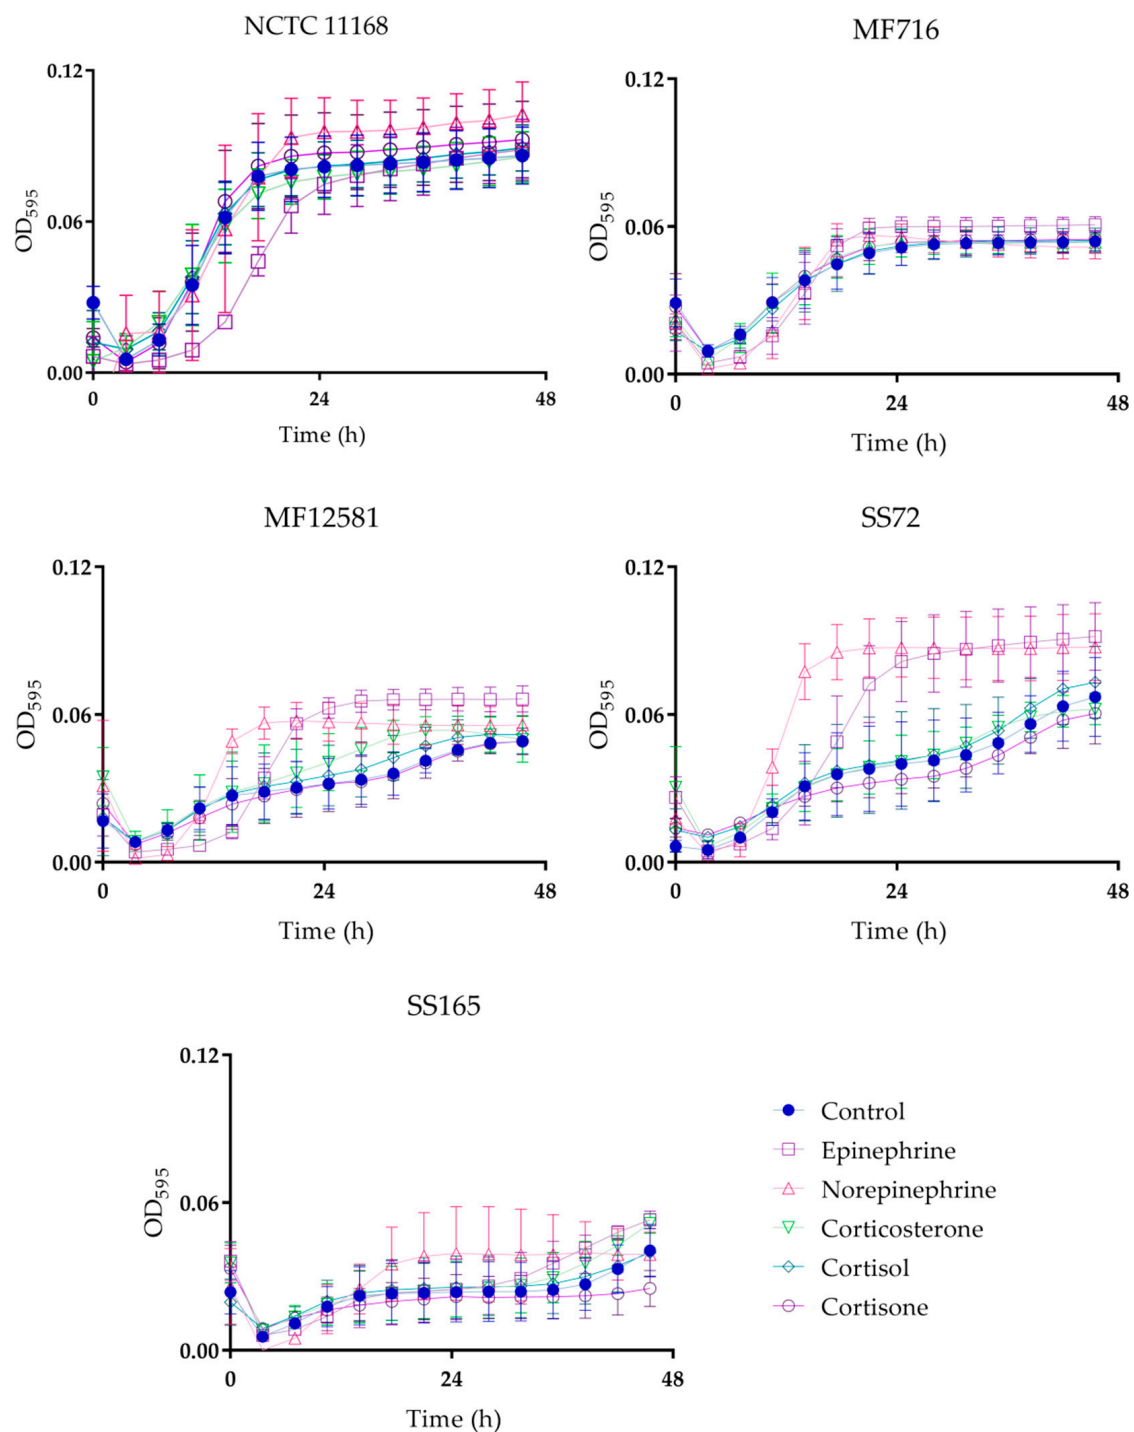 NCTC 11168
0.12
OD595
0.06
0.00
0
24
48
Time (h)
MF716
0.12
OD595
0.06
0.00
0
24
48
Time (h)
MF12581
0.12
OD595
0.06
0.00
0
24
48
Time (h)
SS72
0.12
OD595
0.06
0.00
0
24
48
Time (h)
SS165
0.12
OD595
0.06
0.00
0
24
48
Time (h)
Control
Epinephrine
Norepinephrine
Corticosterone
Cortisol
Cortisone